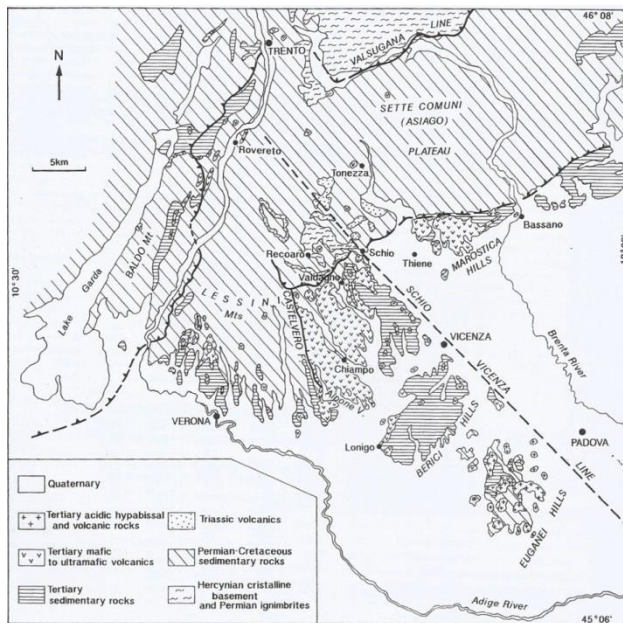 46° 08'
N
5km
TRENTO
VALSUGANA
LINE
SETTE COMUNI
(ASIAGO)
PLATEAU
Rovereto
Tonezza
Bassano
10° 30'
Lake Garda
BALDO Mt
Recoaro
Schio
Thiene
MAROSTICA
HILLS
Valdagno
LESSINI
Mts
CASTELVERO
SCHIO
VICENZA
LINE
VICENZA
Brenta River
Chiampo
Alpone V.
VERONA
Lonigo
BERICI HILLS
PADOVA
EUGANEI HILLS
Adige River
45° 06'
Quaternary
Tertiary acidic hypabissal
and volcanic rocks
Triassic volcanics
Tertiary mafic
to ultramafic volcanics
Permian-Cretaceous
sedimentary rocks
Tertiary
sedimentary rocks
Hercynian cristalline
basement
and Permian ignimbrites